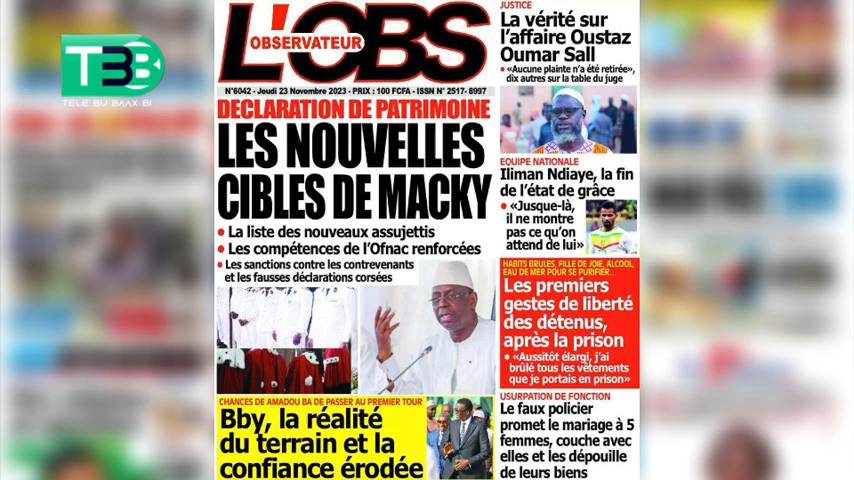 TBB
TELE BU BAAX BI
L'OBS
OBSERVATEUR
N°6042 - Jeudi 23 Novembre 2023 - PRIX : 100 FCFA - ISSN N° 2517- 8997
DECLARATION DE PATRIMOINE
LES NOUVELLES
CIBLES DE MACKY
• La liste des nouveaux assujettis
• Les compétences de l'Ofnac renforcées
• Les sanctions contre les contrevenants
et les fausses déclarations corsées
CHANCES DE AMADOU BA DE PASSER AU PREMIER TOUR
Bby, la réalité
du terrain et la
confiance érodée
JUSTICE
La vérité sur
l'affaire Oustaz
Oumar Sall
• «Aucune plainte n'a été retirée»,
dix autres sur la table du juge
EQUIPE NATIONALE
Iliman Ndiaye, la fin
de l'état de grâce
• «Jusque-là,
il ne montre
pas ce qu'on
attend de lui»
HABITS BRULES, FILLE DE JOIE, ALCOOL,
EAU DE MER POUR SE PURIFIER...
Les premiers
gestes de liberté
des détenus,
après la prison
• «Aussitôt élargi, j'ai
brûlé tous les vêtements
que je portais en prison»
USURPATION DE FONCTION
Le faux policier
promet le mariage à 5
femmes, couche avec
elles et les dépouille
de leurs biens